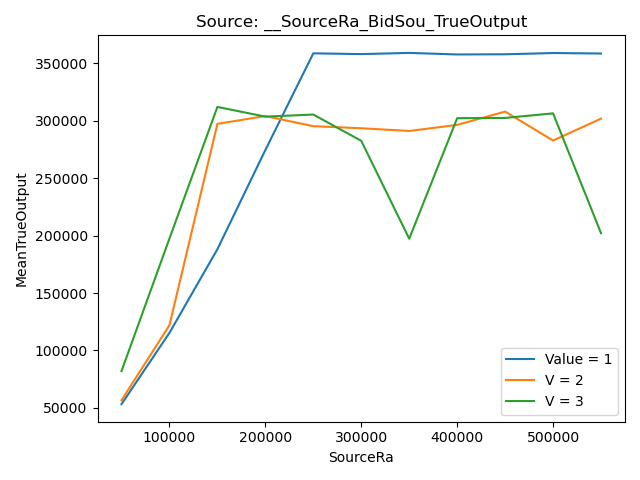 Source: __SourceRa_BidSou_TrueOutput
MeanTrueOutput
350000
300000
250000
200000
150000
100000
50000
Value = 1
V = 2
V = 3
100000 200000 300000 400000 500000
SourceRa